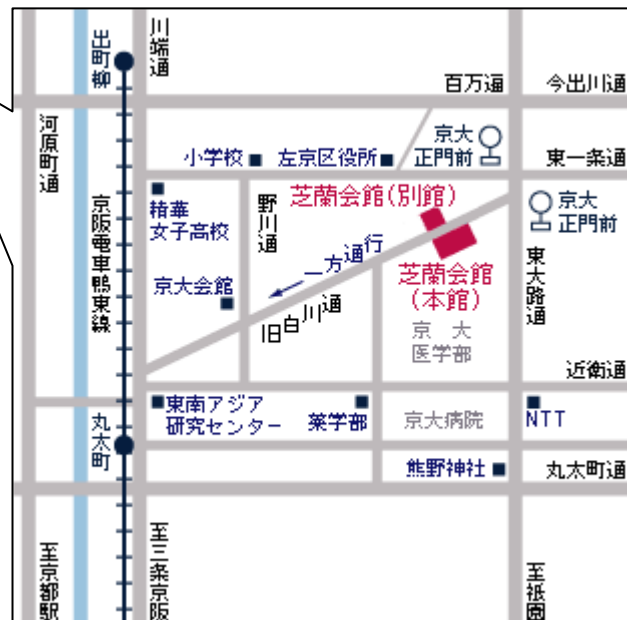 出町柳
川端通
百万通
今出川通
河原町通
小学校
左京区役所
京大
正門前
東一条通
精華
女子高校
野川通
芝蘭会館(別館)
京大
正門前
京阪電車鴨東線
京大会館
一方通行
旧白川通
芝蘭会館
(本館)
京大
医学部
東大路通
近衛通
東南アジア
研究センター
薬学部
京大病院
NTT
丸太町
熊野神社
丸太町通
至京都駅
至三条京阪
至祇園